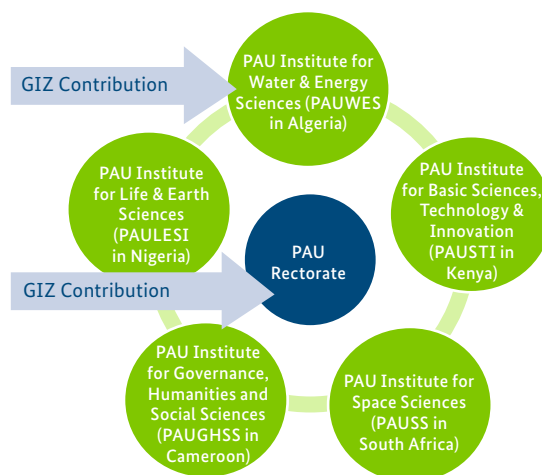 PAU Institute for
Water & Energy
Sciences (PAUWES
in Algeria)
GIZ Contribution
PAU Institute
for Basic Sciences,
Technology &
Innovation
(PAUSTI in
Kenya)
PAU Institute
for Life & Earth
Sciences
(PAULESI
in Nigeria)
PAU
Rectorate
GIZ Contribution
PAU Institute
for Governance,
Humanities and
Social Sciences
(PAUGHSS in
Cameroon)
PAU Institute for
Space Sciences
(PAUSS in
South Africa)